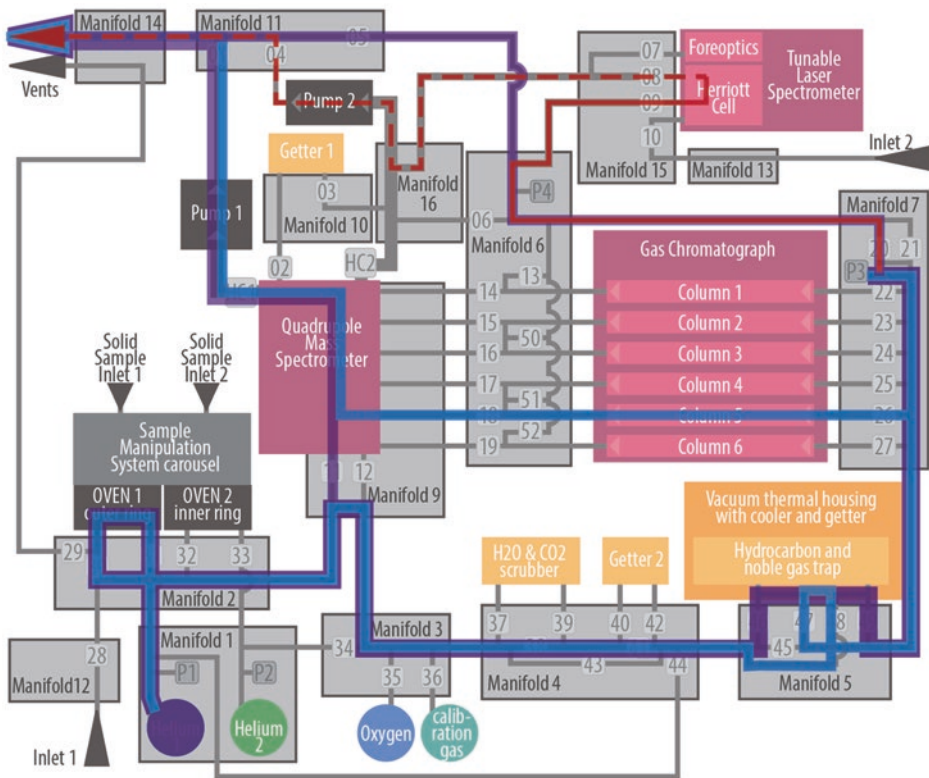 Manifold 14
Manifold 11
05
04
Vents
Pump 2
07
08
09
10
Foreoptics
Herriott
Cell
Tunable
Laser
Spectrometer
Inlet 2
Manifold 15
Manifold 13
Getter 1
03
Manifold 10
Manifold
16
P4
06
Manifold 6
Manifold 7
20
21
P3
Pump 1
02
HC1
HC2
13
14
15
50
16
17
51
18
52
19
Gas Chromatograph
Column 1
Column 2
Column 3
Column 4
Column 5
Column 6
22
23
24
25
26
27
Quadrupole
Mass
Spectrometer
Solid
Sample
Inlet 1
Solid
Sample
Inlet 2
Sample
Manipulation
System carousel
OVEN 1
outer ring
OVEN 2
inner ring
11
12
Manifold 9
29
32
33
Manifold 2
H2O & CO2
scrubber
Getter 2
Vacuum thermal housing
with cooler and getter
Hydrocarbon and
noble gas trap
37
39
40
42
43
44
Manifold 4
45
47
Manifold 5
Manifold 1
P1
P2
Helium
2
Manifold 3
34
35
36
Oxygen
calib-
ration
gas
28
Manifold12
Inlet 1